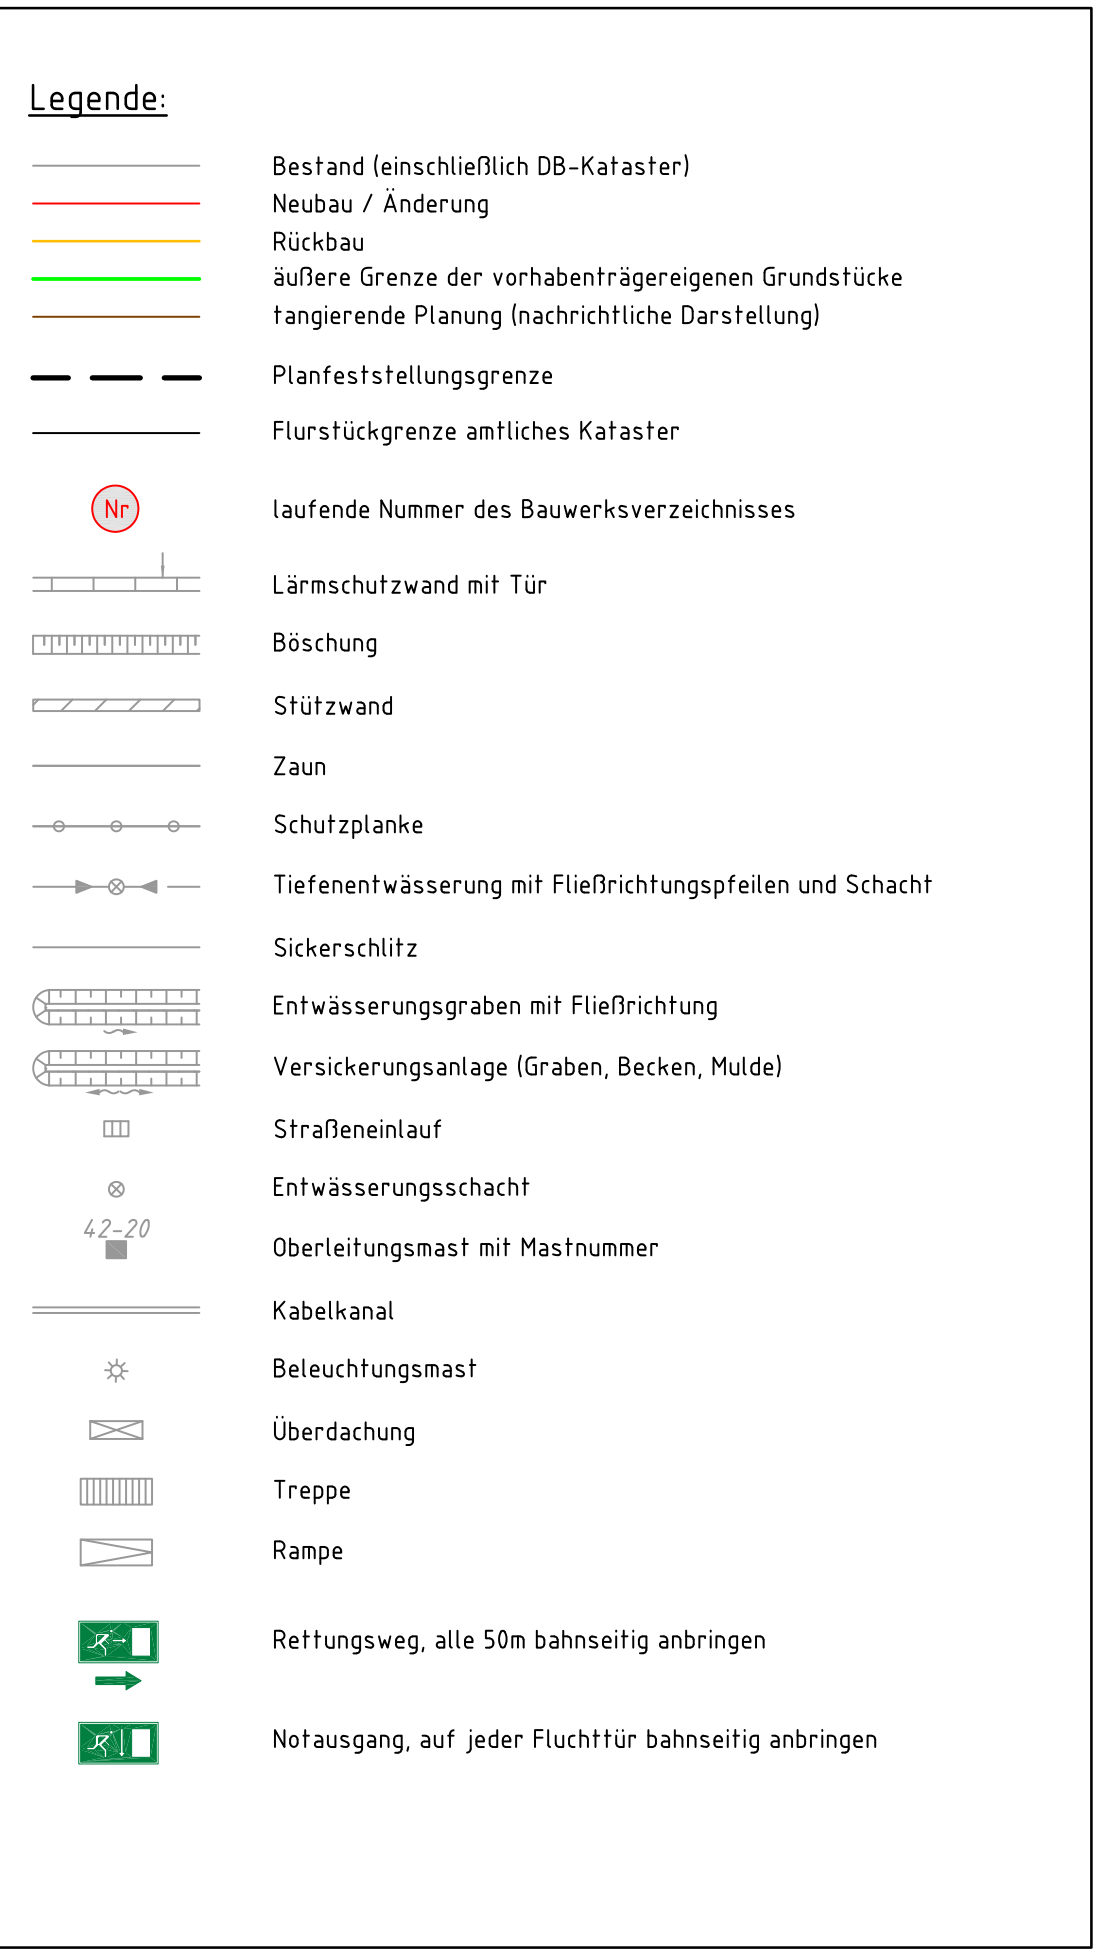 Legende:
Bestand (einschließlich DB-Kataster)
Neubau / Änderung
Rückbau
äußere Grenze der vorhabenträgereigenen Grundstücke
tangierende Planung (nachrichtliche Darstellung)
Planfeststellungsgrenze
Flurstückgrenze amtliches Kataster
Nr laufende Nummer des Bauwerksverzeichnisses
Lärmschutzwand mit Tür
Böschung
Stützwand
Zaun
Schutzplanke
Tiefenentwässerung mit Fließrichtungspfeilen und Schacht
Sickerschlitz
Entwässerungsgraben mit Fließrichtung
Versickerungsanlage (Graben, Becken, Mulde)
Straßeneinlauf
Entwässerungsschacht
42-20
Oberleitungsmast mit Mastnummer
Kabelkanal
Beleuchtungsmast
Überdachung
Treppe
Rampe
Rettungsweg, alle 50m bahnseitig anbringen
Notausgang, auf jeder Fluchttür bahnseitig anbringen